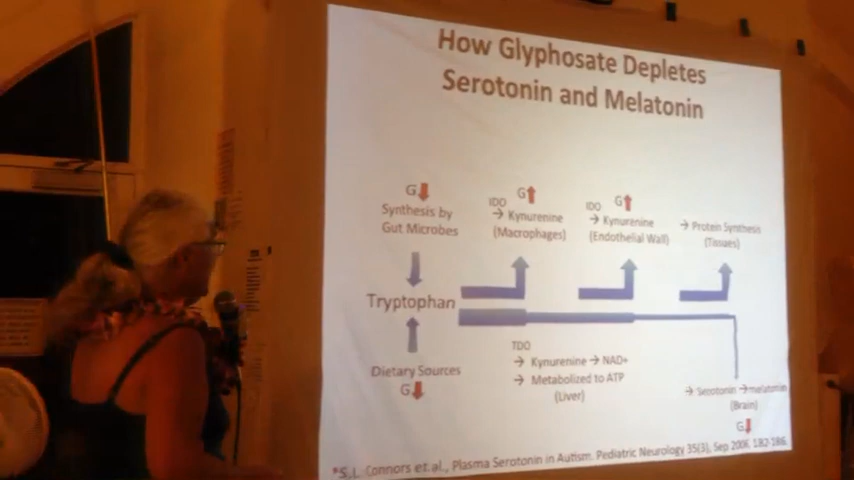 How Glyphosate Depletes
Serotonin and Melatonin
G
Synthesis by
Gut Microbes
IDO
G
→ Kynurenine
(Macrophages)
IDO
G
→ Kynurenine
(Endothelial Wall)
→ Protein Synthesis
(Tissues)
Tryptophan
Dietary Sources
G
TDO
→ Kynurenine → NAD+
→ Metabolized to ATP
(Liver)
→ Serotonin → melatonin
(Brain)
G
*S.L. Connors et.al., Plasma Serotonin in Autism. Pediatric Neurology 35(3), Sep 2006. 182-186.